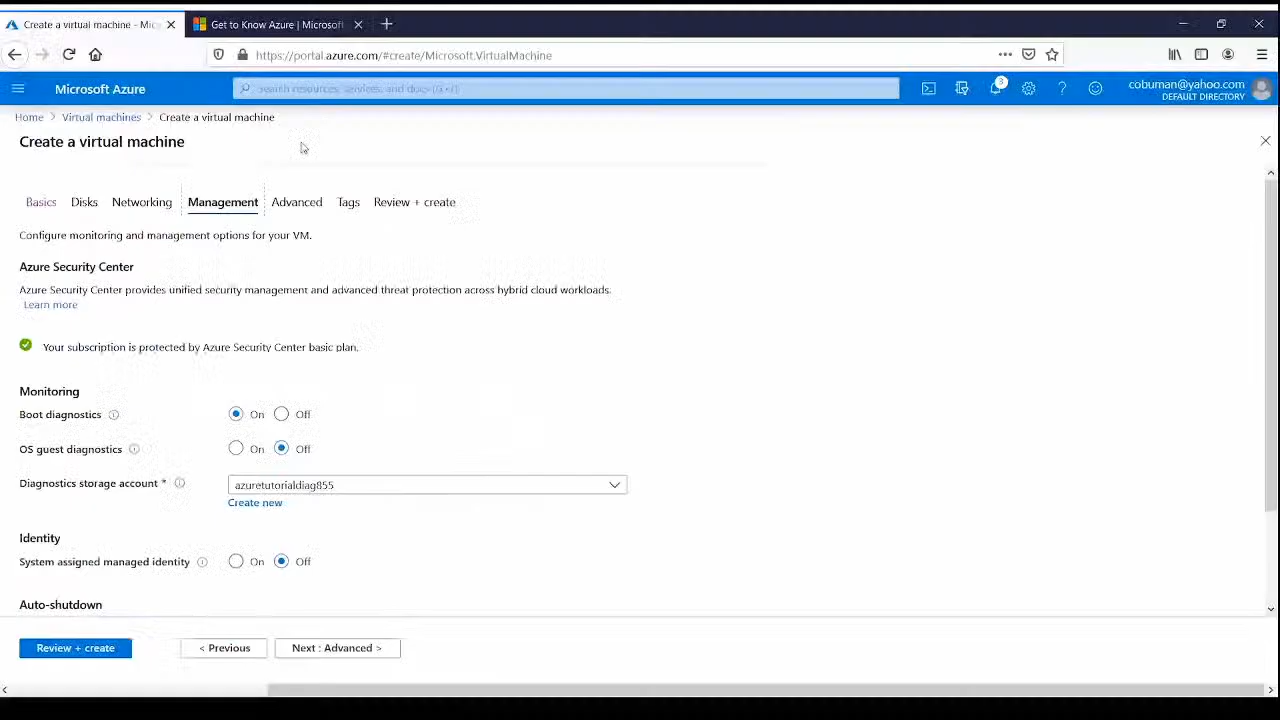 Create a virtual machine - Mic
Get to Know Azure | Microsoft
https://portal.azure.com/#create/Microsoft.VirtualMachine
Microsoft Azure
Search resources, services, and docs (G+/)
3
cobuman@yahoo.com
DEFAULT DIRECTORY
Home > Virtual machines > Create a virtual machine
Create a virtual machine
Basics Disks Networking Management Advanced Tags Review + create
Configure monitoring and management options for your VM.
Azure Security Center
Azure Security Center provides unified security management and advanced threat protection across hybrid cloud workloads.
Learn more
Your subscription is protected by Azure Security Center basic plan.
Monitoring
Boot diagnostics On Off
OS guest diagnostics On Off
Diagnostics storage account * azuretutorialdiag855
Create new
Identity
System assigned managed identity On Off
Auto-shutdown
Review + create < Previous Next : Advanced >